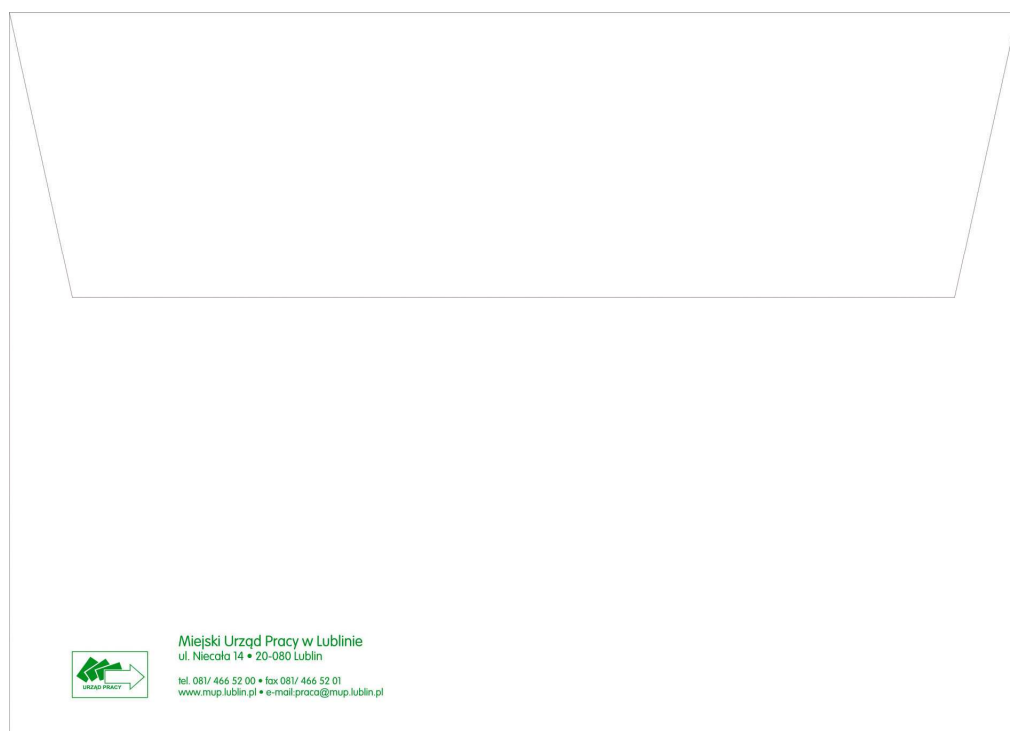 Miejski Urząd Pracy w Lublinie
ul. Niecała 14 • 20-080 Lublin
tel. 081/ 466 52 00 • fax 081/ 466 52 01
www.mup.lublin.pl • e-mail:praca@mup.lublin.pl
URZĄD PRACY